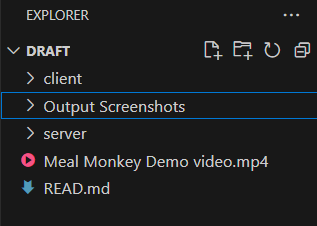 EXPLORER
DRAFT
client
Output Screenshots
server
Meal Monkey Demo video.mp4
READ.md